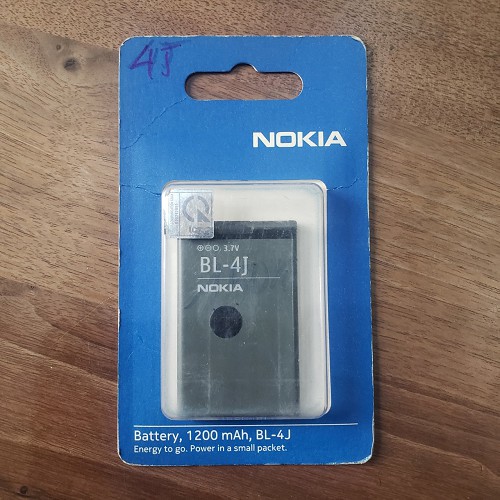 4J
NOKIA
3.7V
BL-4J
NOKIA
Battery, 1200 mAh, BL-4J
Energy to go. Power in a small packet.